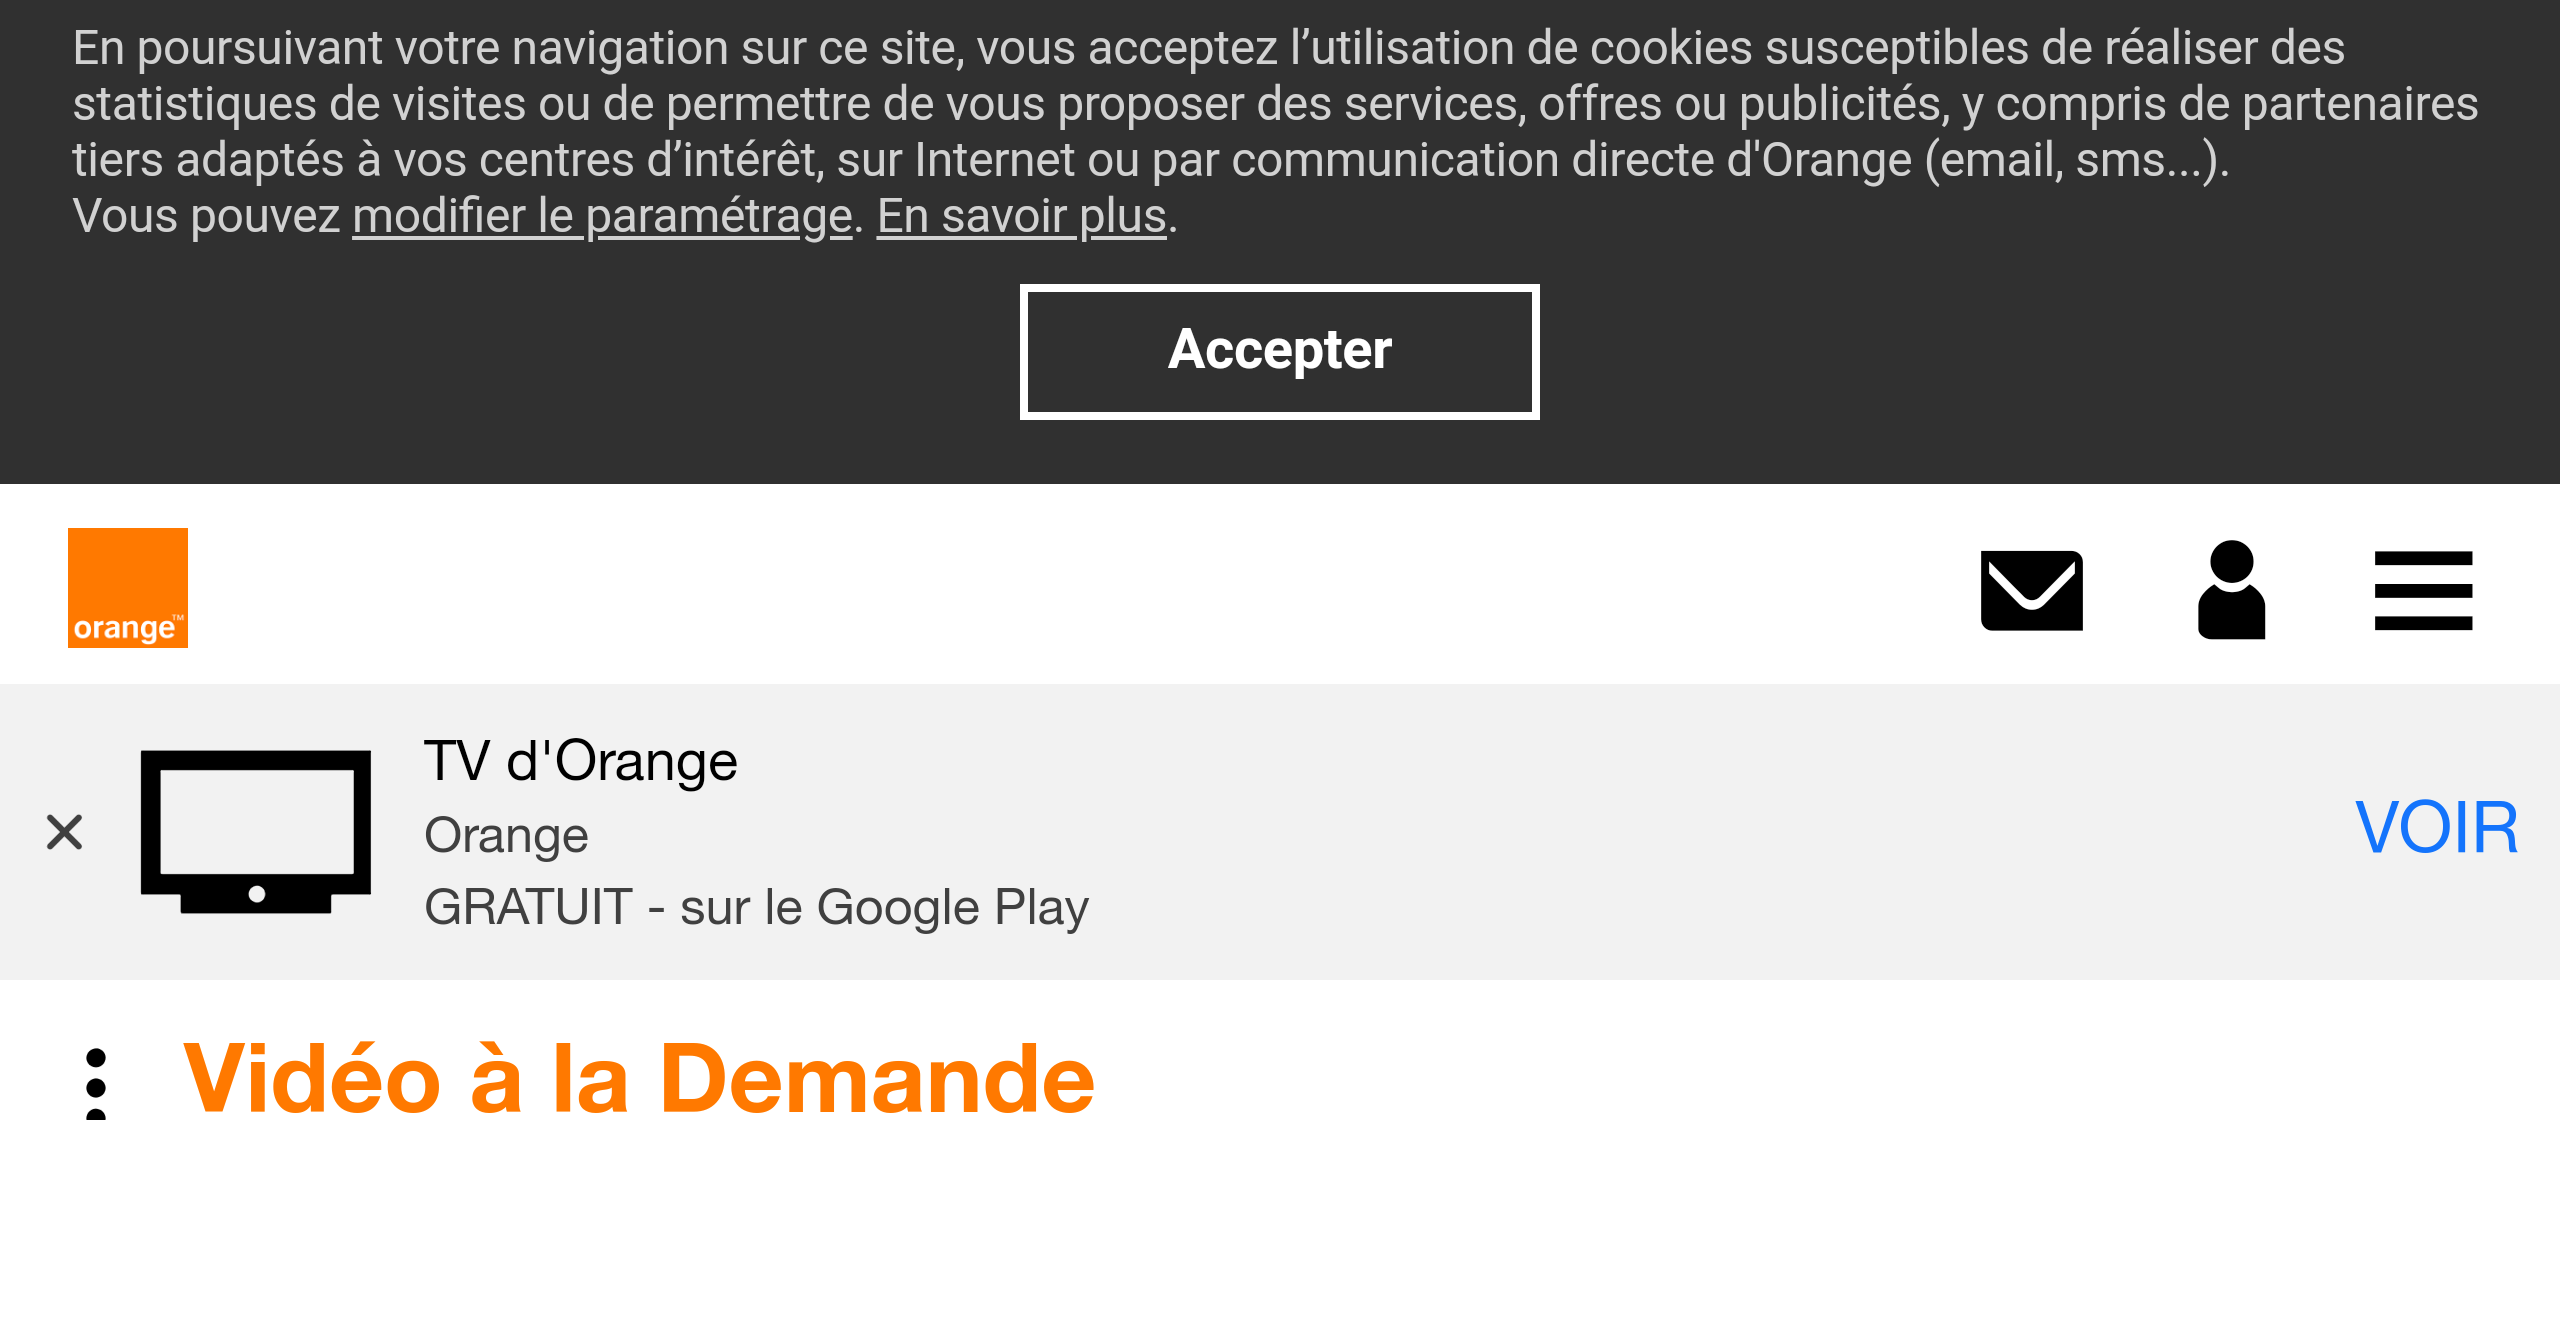 En poursuivant votre navigation sur ce site, vous acceptez l’utilisation de cookies susceptibles de réaliser des
statistiques de visites ou de permettre de vous proposer des services, offres ou publicités, y compris de partenaires
tiers adaptés à vos centres d’intérêt, sur Internet ou par communication directe d'Orange (email, sms...).
Vous pouvez modifier le paramétrage. En savoir plus.
Accepter
orange™
TV d'Orange
Orange
GRATUIT - sur le Google Play
VOIR
Vidéo à la Demande